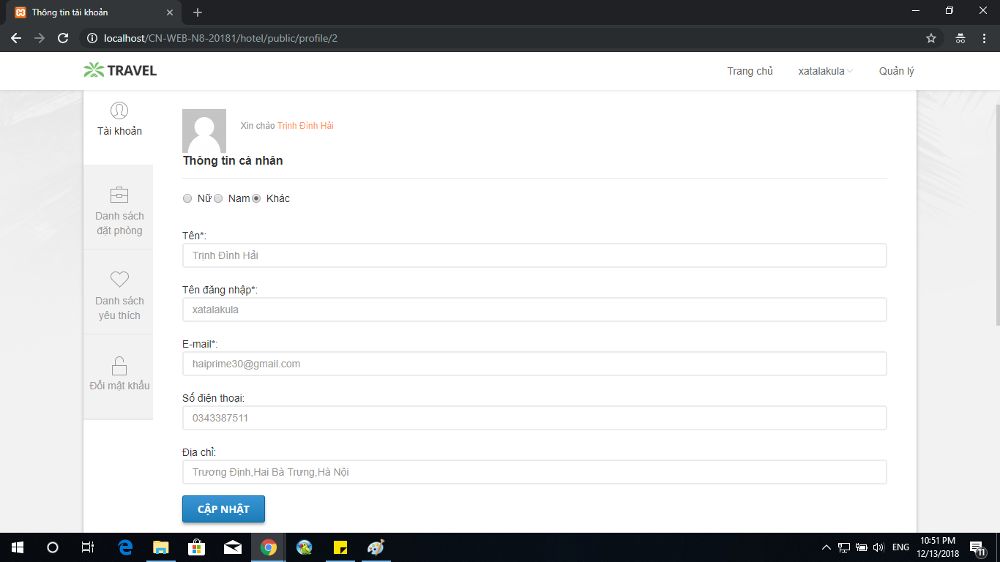 Thông tin tài khoản
localhost/CN-WEB-N8-20181/hotel/public/profile/2
TRAVEL
Trang chủ
xatalakula
Quản lý
Tài khoản
Danh sách
đặt phòng
Danh sách
yêu thích
Đổi mật khẩu
Xin chào Trịnh Đình Hải
Thông tin cá nhân
Nữ Nam Khác
Tên*:
Trịnh Đình Hải
Tên đăng nhập*:
xatalakula
E-mail*:
haiprime30@gmail.com
Số điện thoại:
0343387511
Địa chỉ:
Trương Định,Hai Bà Trưng,Hà Nội
CẬP NHẬT
ENG
10:51 PM
12/13/2018
11